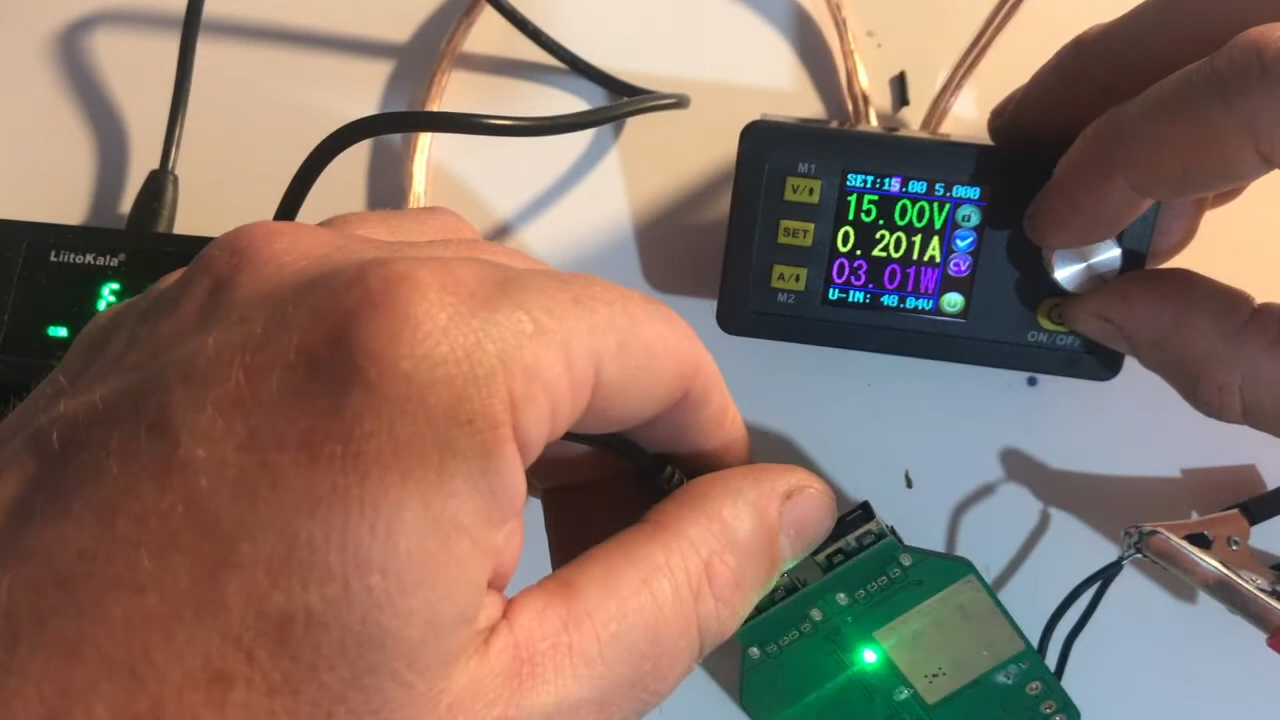 LiitoKala®
M1
V/⬆
SET
A/⬇
M2
SET:15.00 5.000
15.00V
0.201A
03.01W
CV
U-IN: 48.04V
ON/OFF